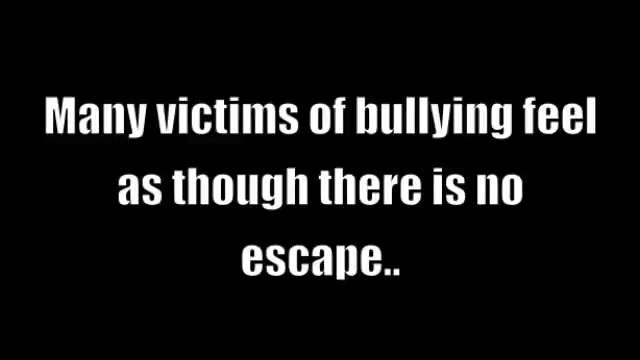 Many victims of bullying feel
as though there is no
escape..